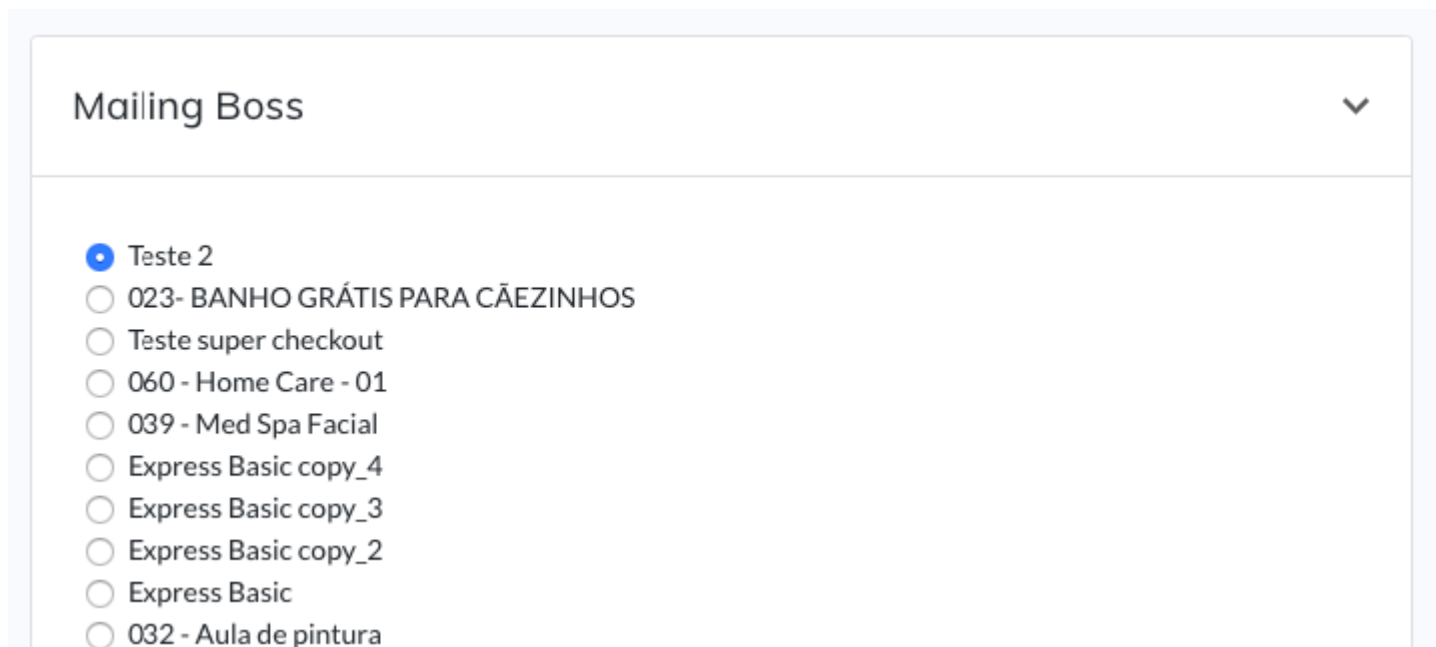 Mailing Boss
Teste 2
023- BANHO GRÁTIS PARA CÃEZINHOS
Teste super checkout
060 - Home Care - 01
039 - Med Spa Facial
Express Basic copy_4
Express Basic copy_3
Express Basic copy_2
Express Basic
032 - Aula de pintura